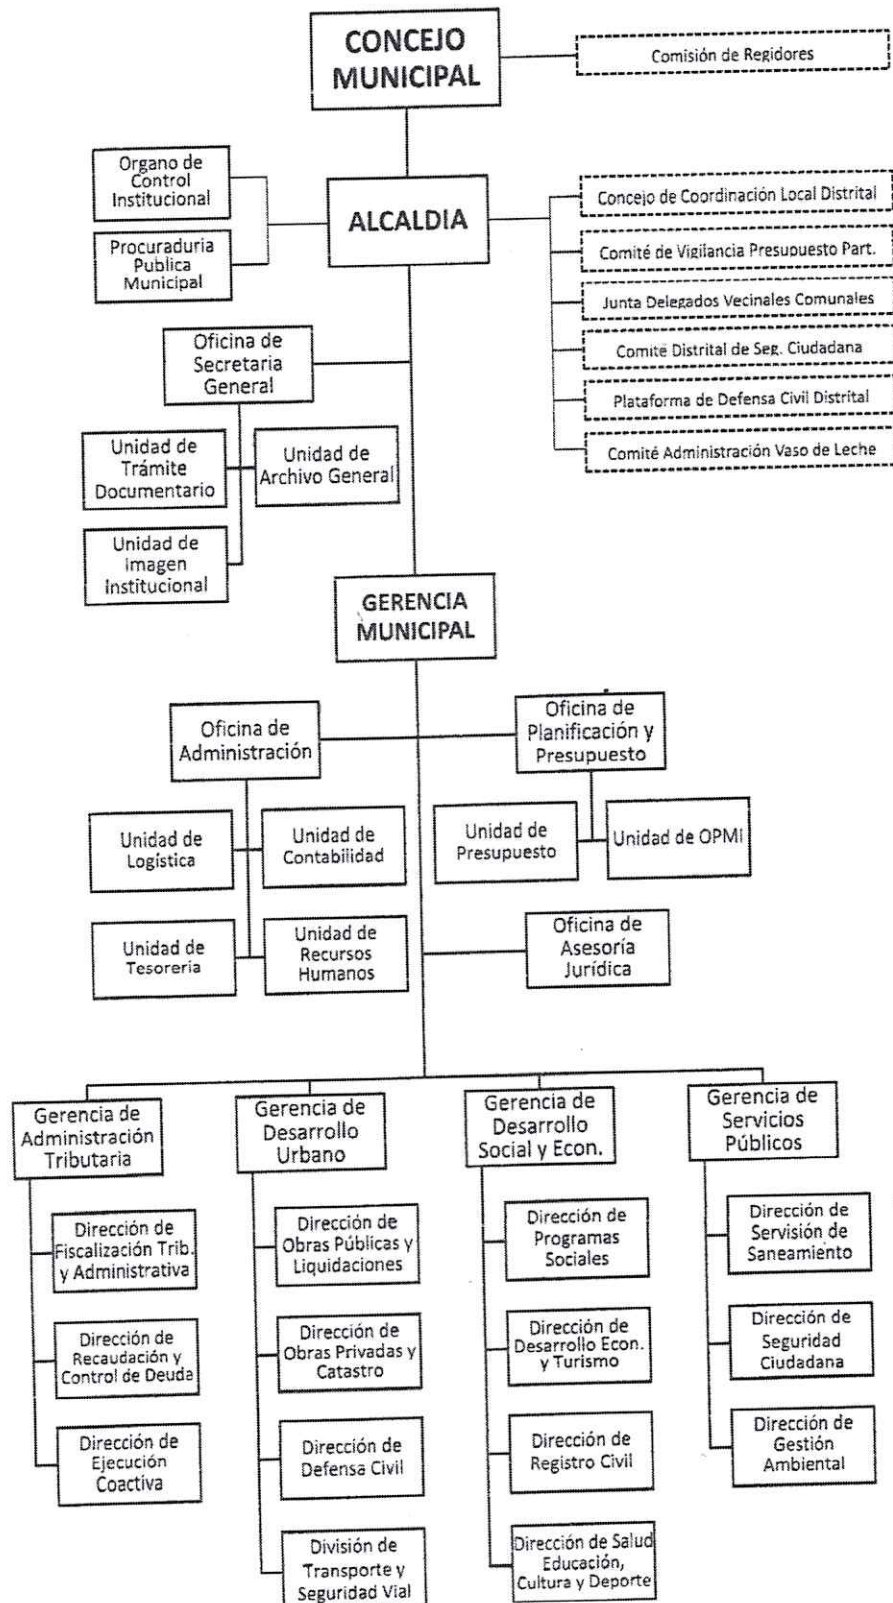 CONCEJO
MUNICIPAL
Comisión de Regidores
Organo de
Control
Institucional
Procuraduria
Publica
Municipal
ALCALDIA
Concejo de Coordinación Local Distrital
Comité de Vigilancia Presupuesto Part.
Junta Delegados Vecinales Comunales
Comité Distrital de Seg. Ciudadana
Plataforma de Defensa Civil Distrital
Comité Administración Vaso de Leche
Oficina de
Secretaria
General
Unidad de
Trámite
Documentario
Unidad de
Archivo General
Unidad de
Imagen
Institucional
GERENCIA
MUNICIPAL
Oficina de
Administración
Oficina de
Planificación y
Presupuesto
Unidad de
Logística
Unidad de
Contabilidad
Unidad de
Presupuesto
Unidad de OPMI
Unidad de
Tesoreria
Unidad de
Recursos
Humanos
Oficina de
Asesoría
Jurídica
Gerencia de
Administración
Tributaria
Gerencia de
Desarrollo
Urbano
Gerencia de
Desarrollo
Social y Econ.
Gerencia de
Servicios
Públicos
Dirección de
Fiscalización Trib.
y Administrativa
Dirección de
Obras Públicas y
Liquidaciones
Dirección de
Programas
Sociales
Dirección de
Servisión de
Saneamiento
Dirección de
Recaudación y
Control de Deuda
Dirección de
Obras Privadas y
Catastro
Dirección de
Desarrollo Econ.
y Turismo
Dirección de
Seguridad
Ciudadana
Dirección de
Ejecución
Coactiva
Dirección de
Defensa Civil
Dirección de
Registro Civil
Dirección de
Gestión
Ambiental
División de
Transporte y
Seguridad Vial
Dirección de Salud
Educación,
Cultura y Deporte